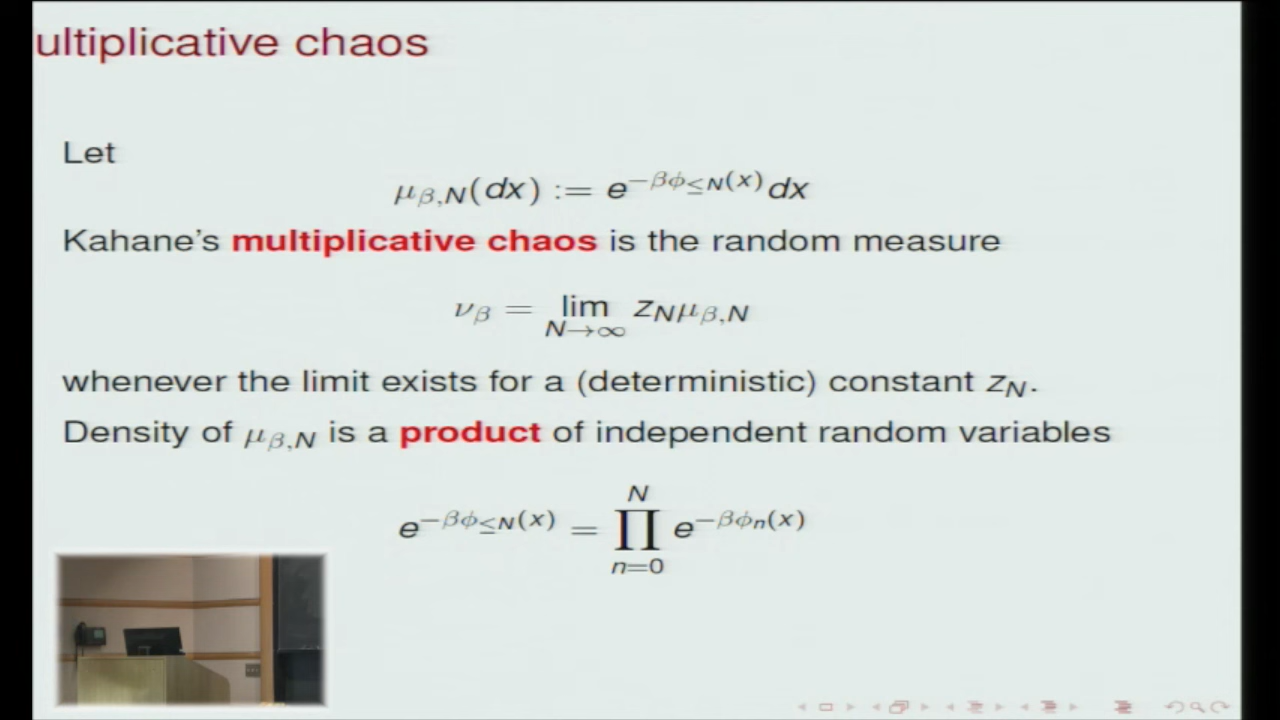 ultiplicative chaos
Let
μ_{β,N}(dx) := e^{−βϕ_{≤N}(x)} dx
Kahane's multiplicative chaos is the random measure
ν_β = lim_{N→∞} z_N μ_{β,N}
whenever the limit exists for a (deterministic) constant z_N.
Density of μ_{β,N} is a product of independent random variables
e^{−βϕ_{≤N}(x)} = ∏_{n=0}^{N} e^{−βϕ_n(x)}